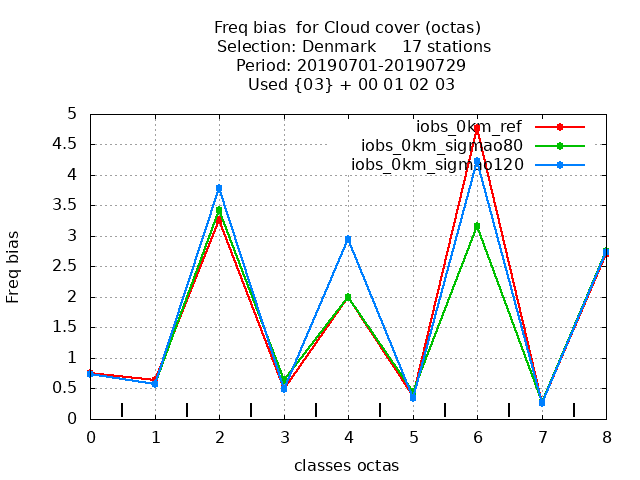 Freq bias  for Cloud cover (octas)
Selection: Denmark     17 stations
Period: 20190701-20190729
Used {03} + 00 01 02 03
iobs_0km_ref
iobs_0km_sigmao80
iobs_0km_sigmao120
5
4.5
4
3.5
3
2.5
2
1.5
1
0.5
0
Freq bias
0 1 2 3 4 5 6 7 8
classes octas